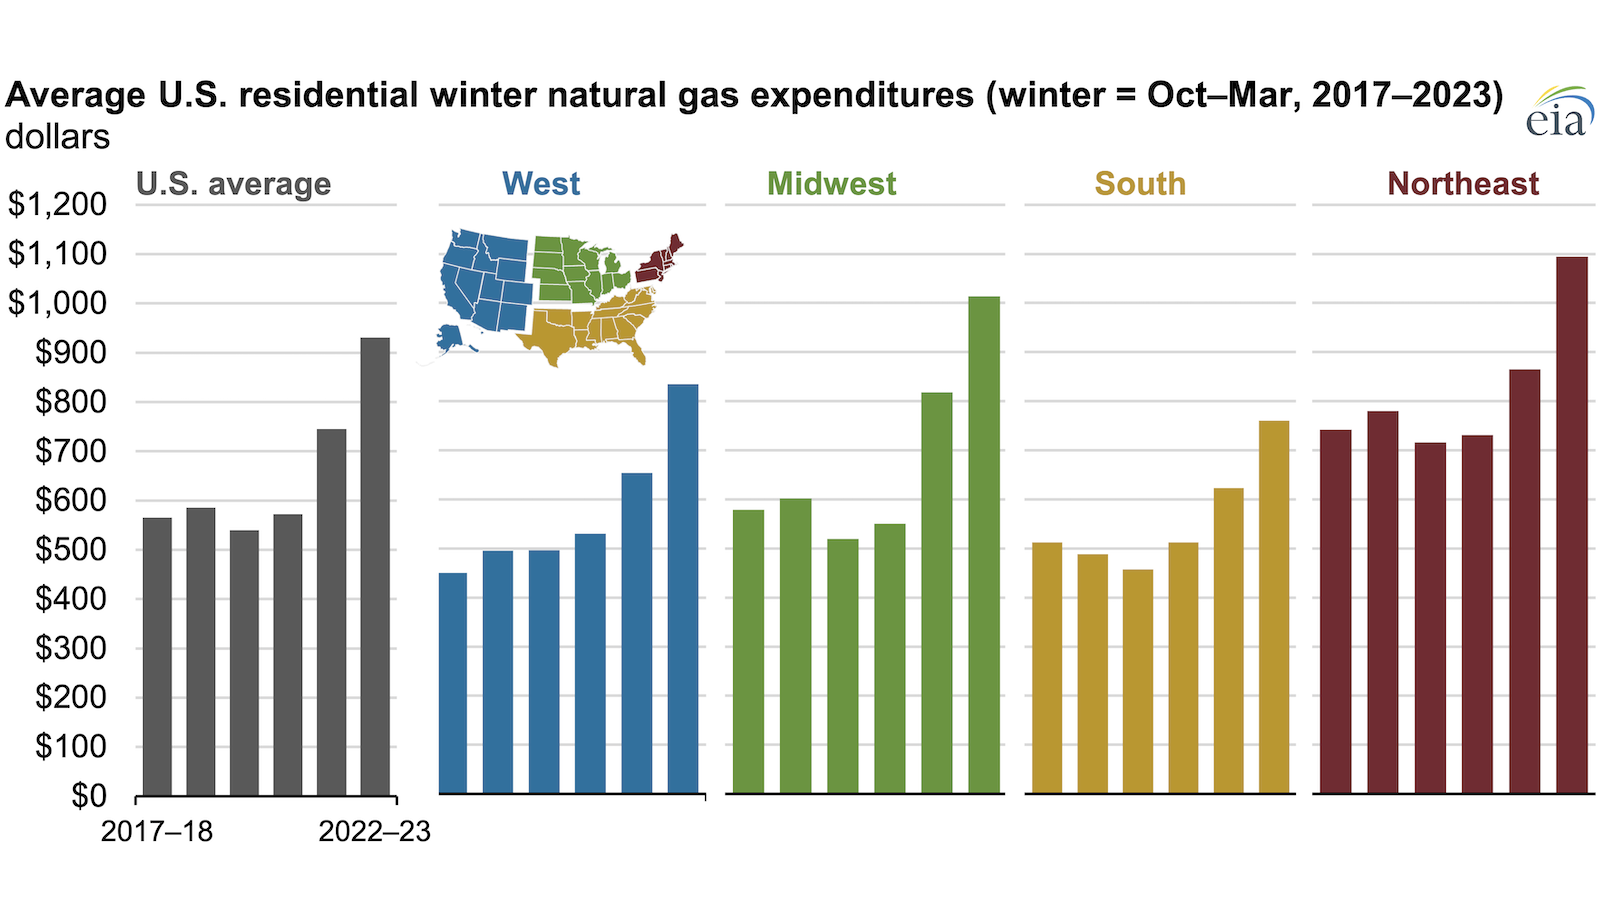 Average U.S. residential winter natural gas expenditures (winter = Oct–Mar, 2017–2023)
dollars
eia
U.S. average
West
Midwest
South
Northeast
$1,200
$1,100
$1,000
$900
$800
$700
$600
$500
$400
$300
$200
$100
$0
2017–18
2022–23